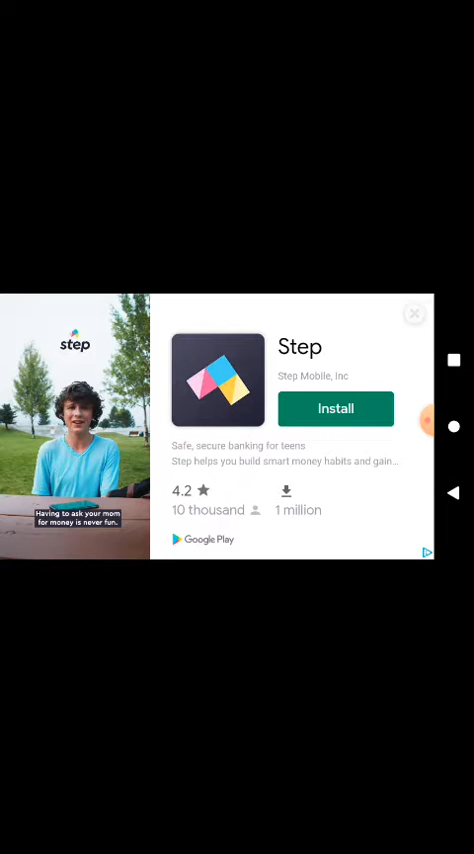 step
Having to ask your mom
for money is never fun.
Step
Step Mobile, Inc
Install
Safe, secure banking for teens
Step helps you build smart money habits and gain...
4.2
10 thousand
1 million
Google Play